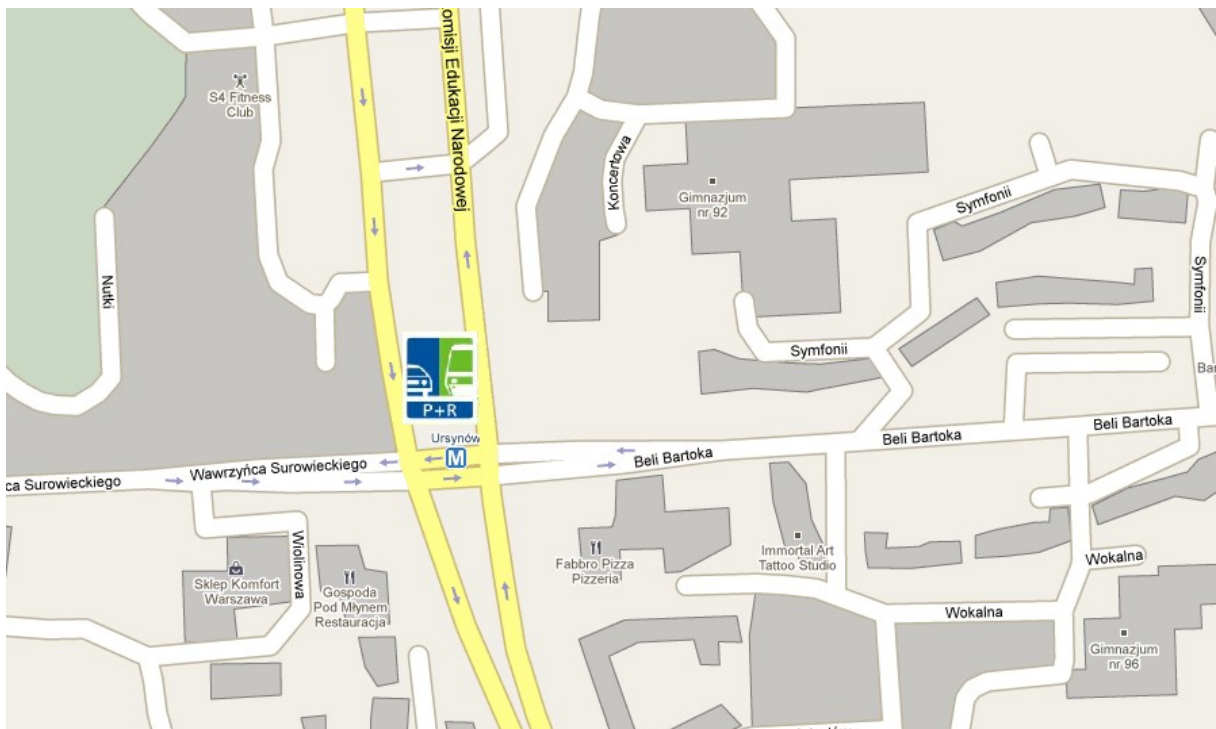 omisji Edukacji Narodowej
S4 Fitness
Club
Koncertowa
Gimnazjum
nr 92
Symfonii
Symfonii
Nutki
Symfonii
P+R
Ursynów
M
Beli Bartoka
Beli Bartoka
Beli Bartoka
Wawrzyńca Surowieckiego
ca Surowieckiego
Wiolinowa
Sklep Komfort
Warszawa
Gospoda
Pod Młynem
Restauracja
Fabbro Pizza
Pizzeria
Immortal Art
Tattoo Studio
Wokalna
Wokalna
Gimnazjum
nr 96